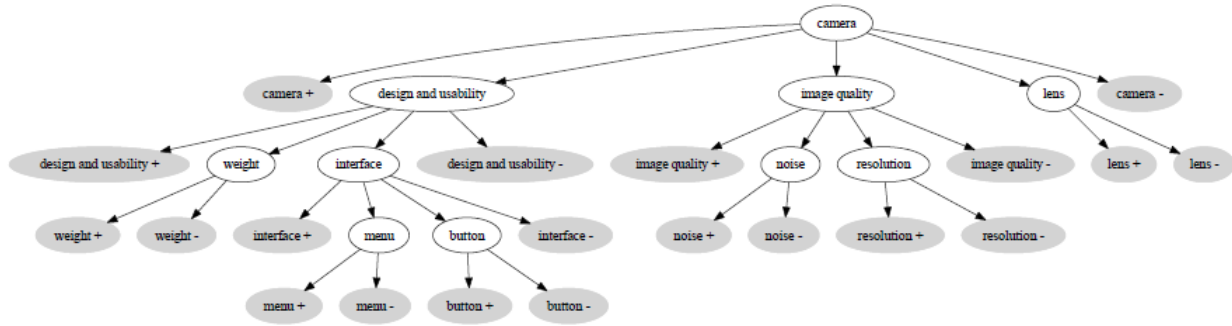 camera
camera +
design and usability
image quality
lens
camera -
design and usability +
weight
interface
design and usability -
image quality +
noise
resolution
image quality -
lens +
lens -
weight +
weight -
interface +
menu
button
interface -
noise +
noise -
resolution +
resolution -
menu +
menu -
button +
button -